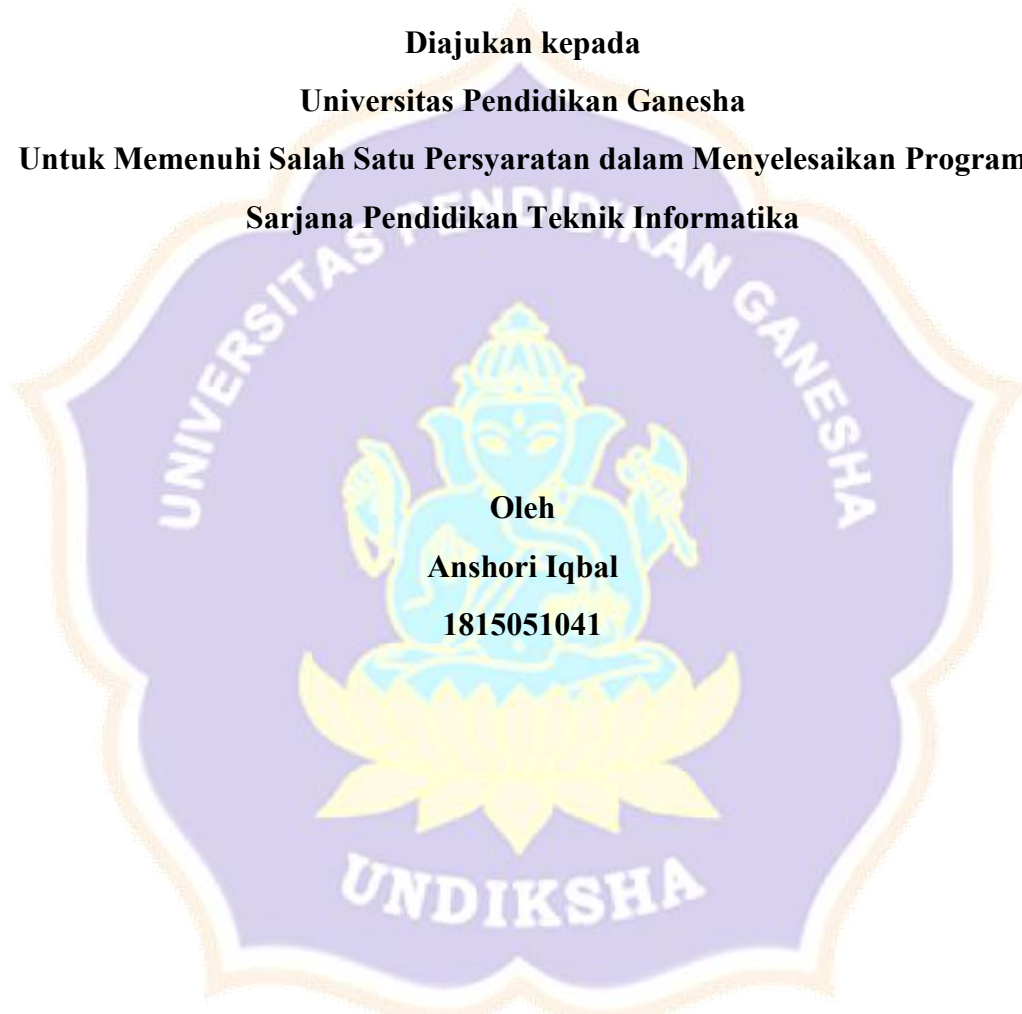 Diajukan kepada
Universitas Pendidikan Ganesha
Untuk Memenuhi Salah Satu Persyaratan dalam Menyelesaikan Program
Sarjana Pendidikan Teknik Informatika
UNIVERSITAS PENDIDIKAN GANESHA
Oleh
Anshori Iqbal
1815051041
UNDIKSHA